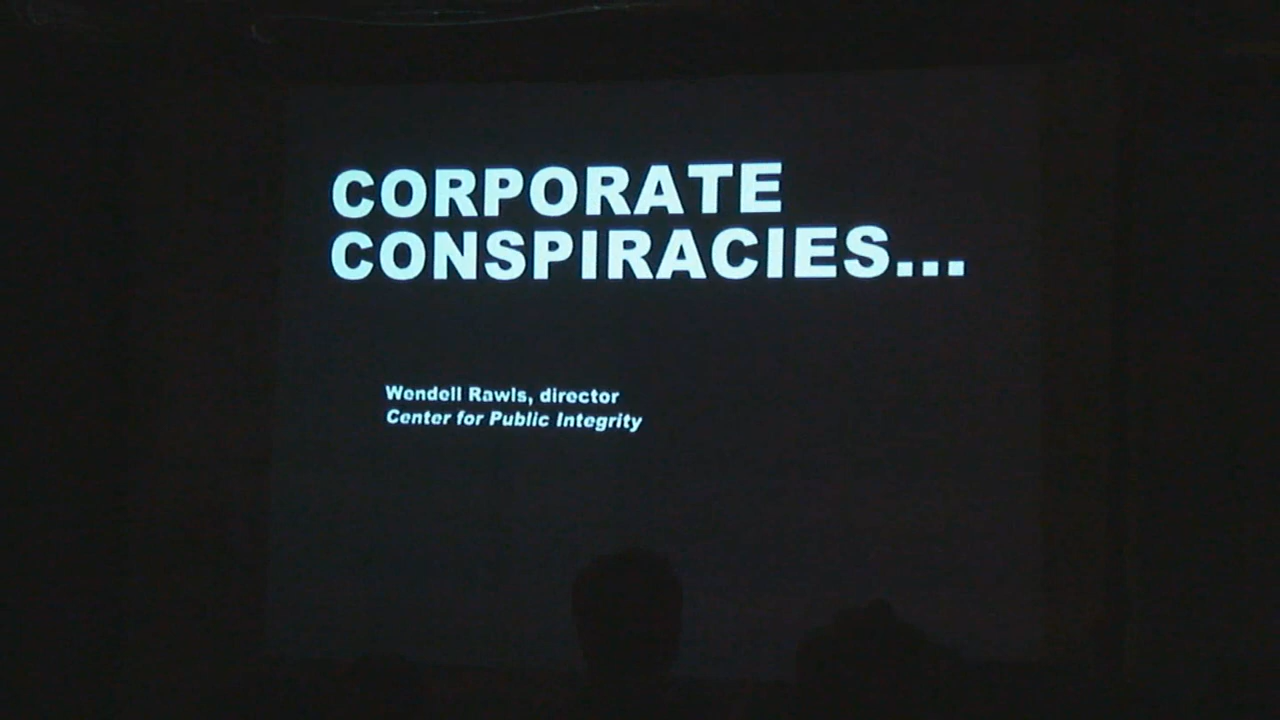 CORPORATE
CONSPIRACIES...
Wendell Rawls, director
Center for Public Integrity